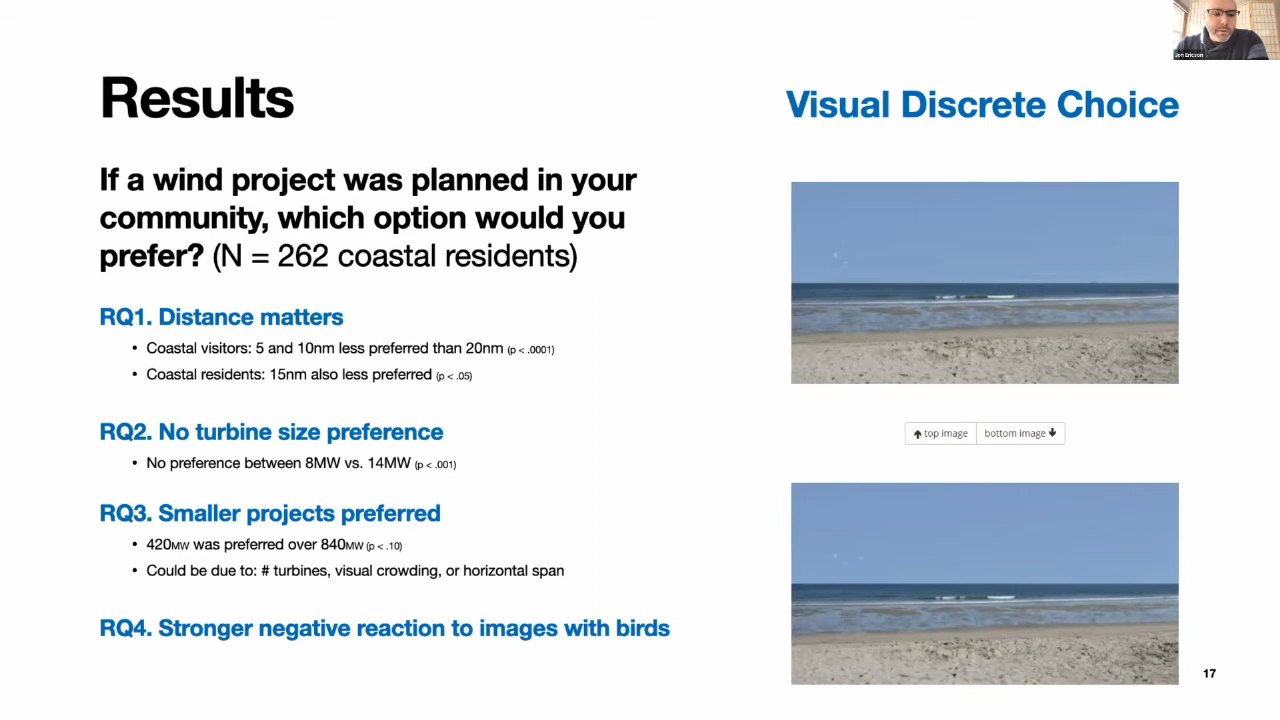 Results
Visual Discrete Choice
If a wind project was planned in your
community, which option would you
prefer? (N = 262 coastal residents)
RQ1. Distance matters
• Coastal visitors: 5 and 10nm less preferred than 20nm (p < .0001)
• Coastal residents: 15nm also less preferred (p < .05)
RQ2. No turbine size preference
• No preference between 8MW vs. 14MW (p < .001)
RQ3. Smaller projects preferred
• 420MW was preferred over 840MW (p < .10)
• Could be due to: # turbines, visual crowding, or horizontal span
RQ4. Stronger negative reaction to images with birds
top image
bottom image
17
Jon Ericson